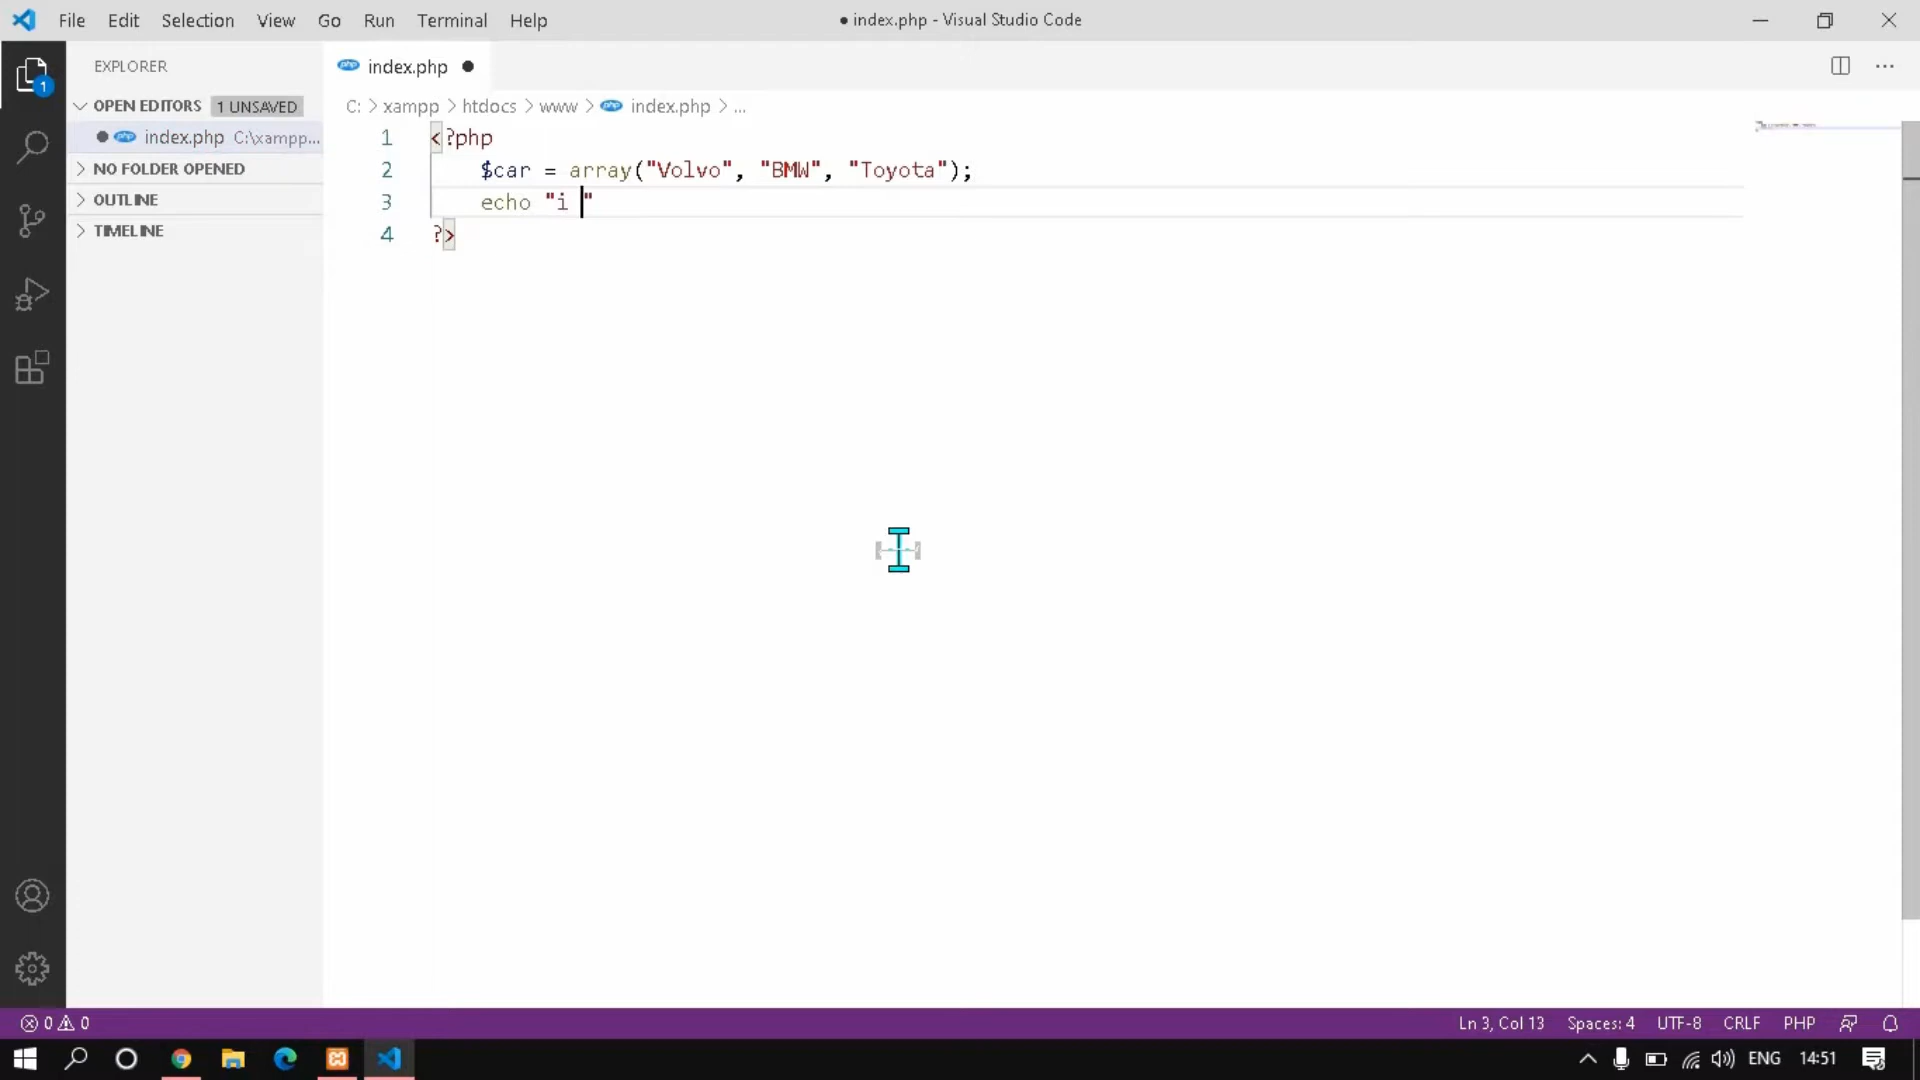 File Edit Selection View Go Run Terminal Help
● index.php - Visual Studio Code
EXPLORER
OPEN EDITORS 1 UNSAVED
index.php C:\xampp...
NO FOLDER OPENED
OUTLINE
TIMELINE
1
php index.php ●
C: > xampp > htdocs > www > php index.php > ...
1 <?php
2 $car = array("Volvo", "BMW", "Toyota");
3 echo "i "
4 ?>
0 0
Ln 3, Col 13 Spaces: 4 UTF-8 CRLF PHP
ENG 14:51